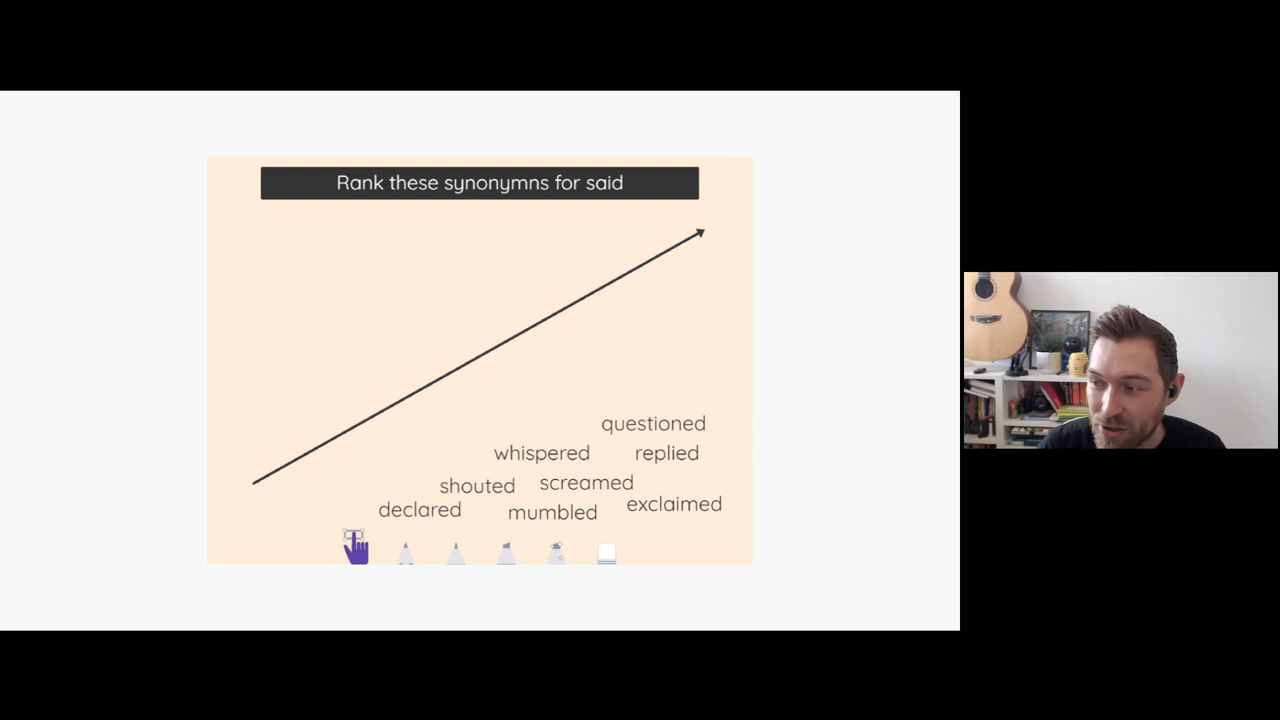 Rank these synonymns for said
questioned
whispered replied
shouted screamed
declared mumbled exclaimed